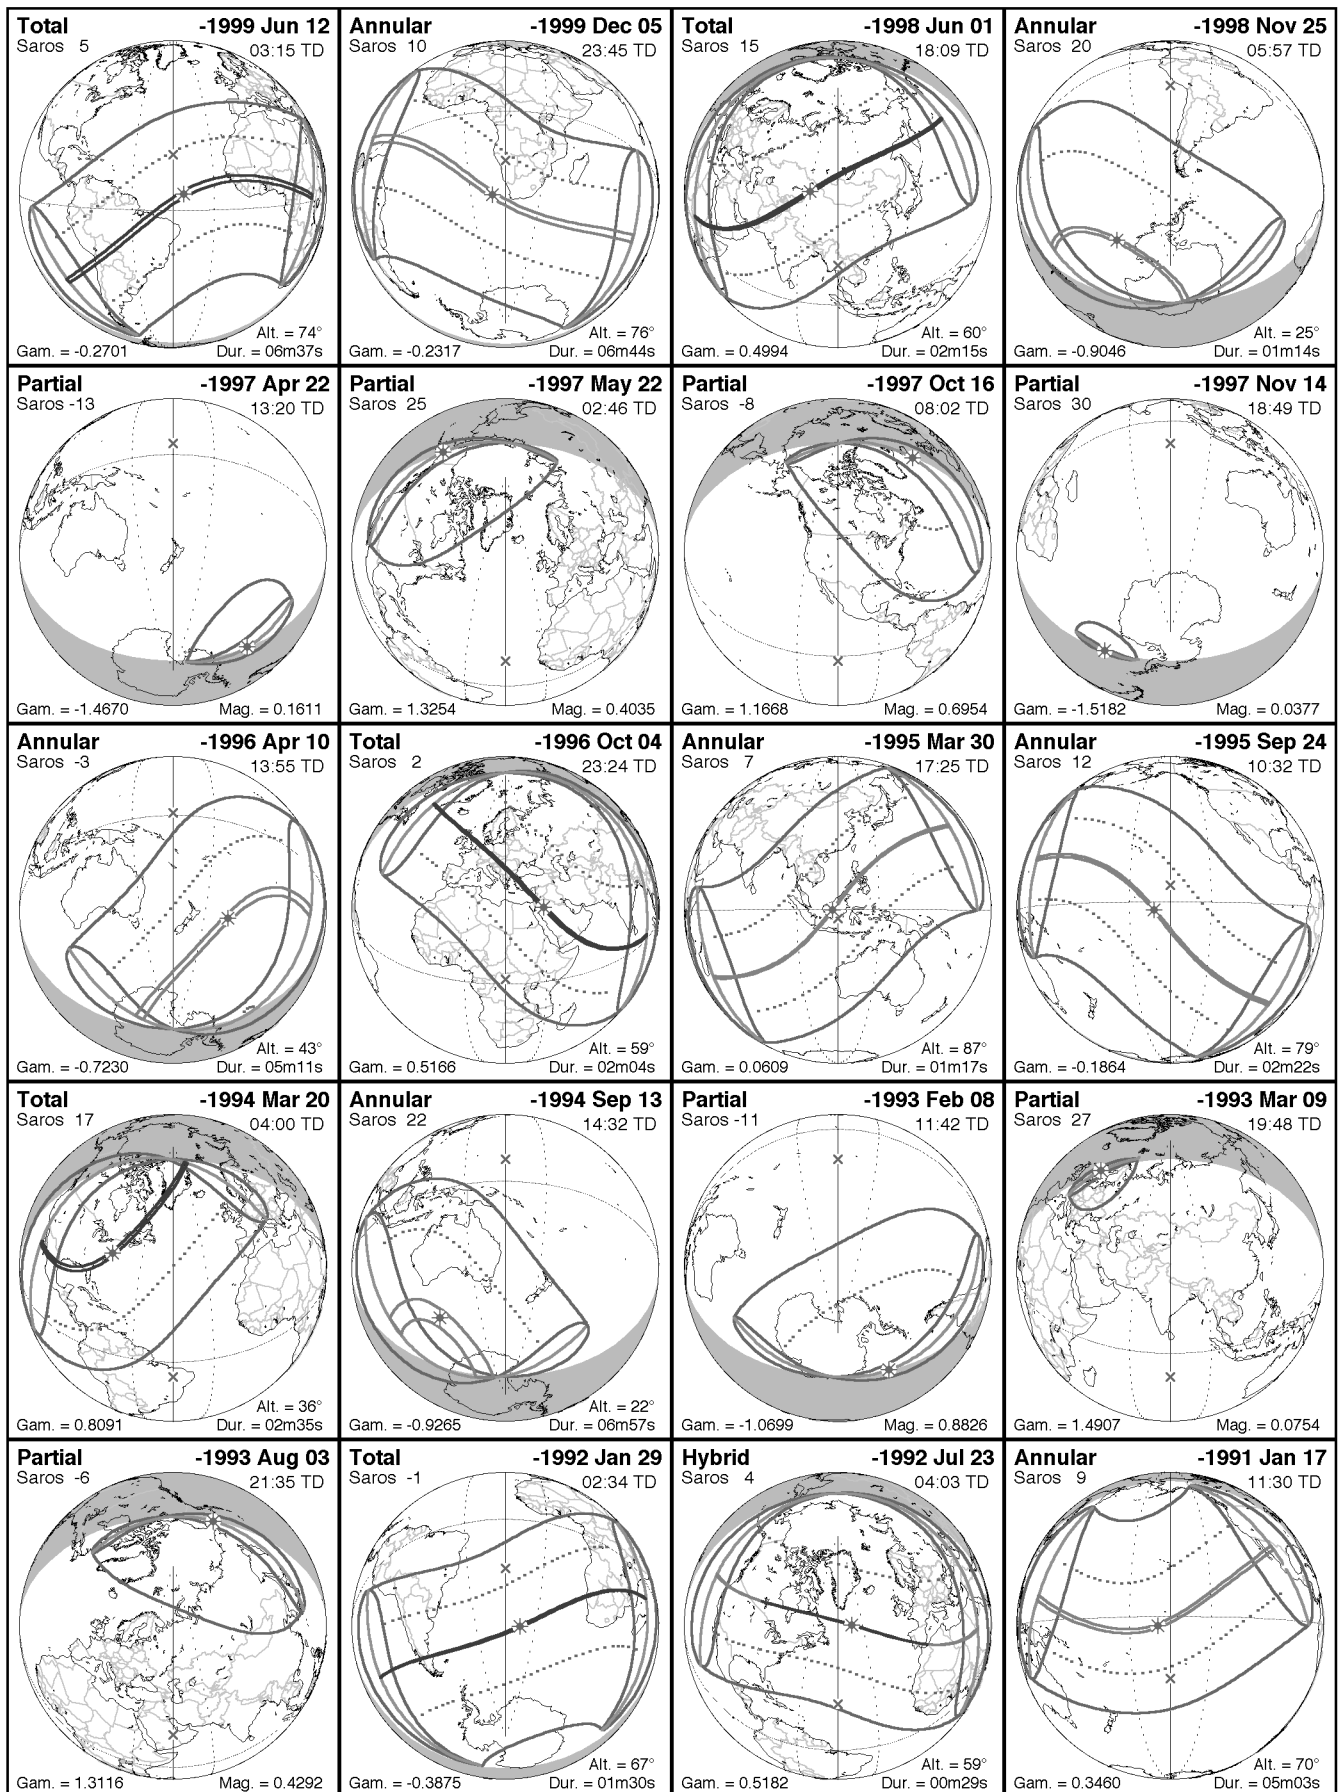 Total -1999 Jun 12
Saros 5 03:15 TD
Alt. = 74°
Gam. = -0.2701 Dur. = 06m37s
Annular -1999 Dec 05
Saros 10 23:45 TD
Alt. = 76°
Gam. = -0.2317 Dur. = 06m44s
Total -1998 Jun 01
Saros 15 18:09 TD
Alt. = 60°
Gam. = 0.4994 Dur. = 02m15s
Annular -1998 Nov 25
Saros 20 05:57 TD
Alt. = 25°
Gam. = -0.9046 Dur. = 01m14s
Partial -1997 Apr 22
Saros -13 13:20 TD
Gam. = -1.4670 Mag. = 0.1611
Partial -1997 May 22
Saros 25 02:46 TD
Gam. = 1.3254 Mag. = 0.4035
Partial -1997 Oct 16
Saros -8 08:02 TD
Gam. = 1.1668 Mag. = 0.6954
Partial -1997 Nov 14
Saros 30 18:49 TD
Gam. = -1.5182 Mag. = 0.0377
Annular -1996 Apr 10
Saros -3 13:55 TD
Alt. = 43°
Gam. = -0.7230 Dur. = 05m11s
Total -1996 Oct 04
Saros 2 23:24 TD
Alt. = 59°
Gam. = 0.5166 Dur. = 02m04s
Annular -1995 Mar 30
Saros 7 17:25 TD
Alt. = 87°
Gam. = 0.0609 Dur. = 01m17s
Annular -1995 Sep 24
Saros 12 10:32 TD
Alt. = 79°
Gam. = -0.1864 Dur. = 02m22s
Total -1994 Mar 20
Saros 17 04:00 TD
Alt. = 36°
Gam. = 0.8091 Dur. = 02m35s
Annular -1994 Sep 13
Saros 22 14:32 TD
Alt. = 22°
Gam. = -0.9265 Dur. = 06m57s
Partial -1993 Feb 08
Saros -11 11:42 TD
Gam. = -1.0699 Mag. = 0.8826
Partial -1993 Mar 09
Saros 27 19:48 TD
Gam. = 1.4907 Mag. = 0.0754
Partial -1993 Aug 03
Saros -6 21:35 TD
Gam. = 1.3116 Mag. = 0.4292
Total -1992 Jan 29
Saros -1 02:34 TD
Alt. = 67°
Gam. = -0.3875 Dur. = 01m30s
Hybrid -1992 Jul 23
Saros 4 04:03 TD
Alt. = 59°
Gam. = 0.5182 Dur. = 00m29s
Annular -1991 Jan 17
Saros 9 11:30 TD
Alt. = 70°
Gam. = 0.3460 Dur. = 05m03s